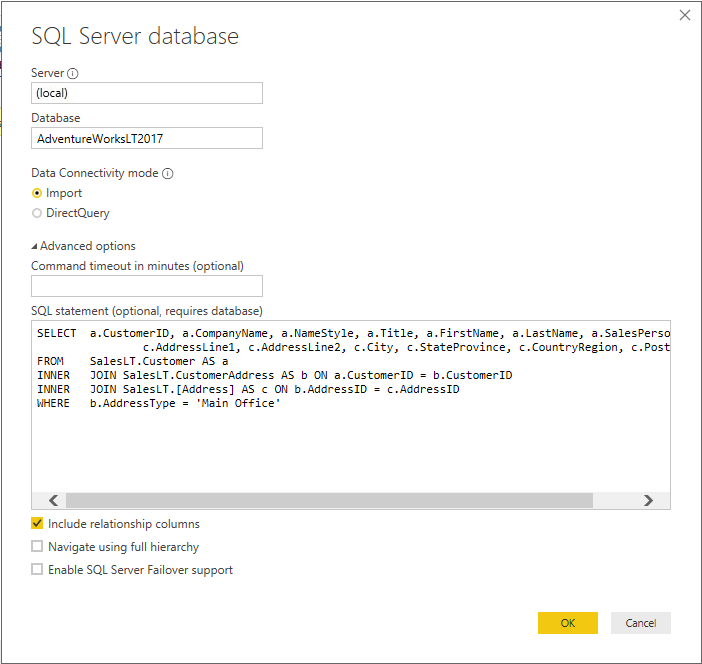 SQL Server database
Server
(local)
Database
AdventureWorksLT2017
Data Connectivity mode
Import
DirectQuery
Advanced options
Command timeout in minutes (optional)
SQL statement (optional, requires database)
SELECT a.CustomerID, a.CompanyName, a.NameStyle, a.Title, a.FirstName, a.LastName, a.SalesPerso
c.AddressLine1, c.AddressLine2, c.City, c.StateProvince, c.CountryRegion, c.Post
FROM SalesLT.Customer AS a
INNER JOIN SalesLT.CustomerAddress AS b ON a.CustomerID = b.CustomerID
INNER JOIN SalesLT.[Address] AS c ON b.AddressID = c.AddressID
WHERE b.AddressType = 'Main Office'
Include relationship columns
Navigate using full hierarchy
Enable SQL Server Failover support
OK Cancel